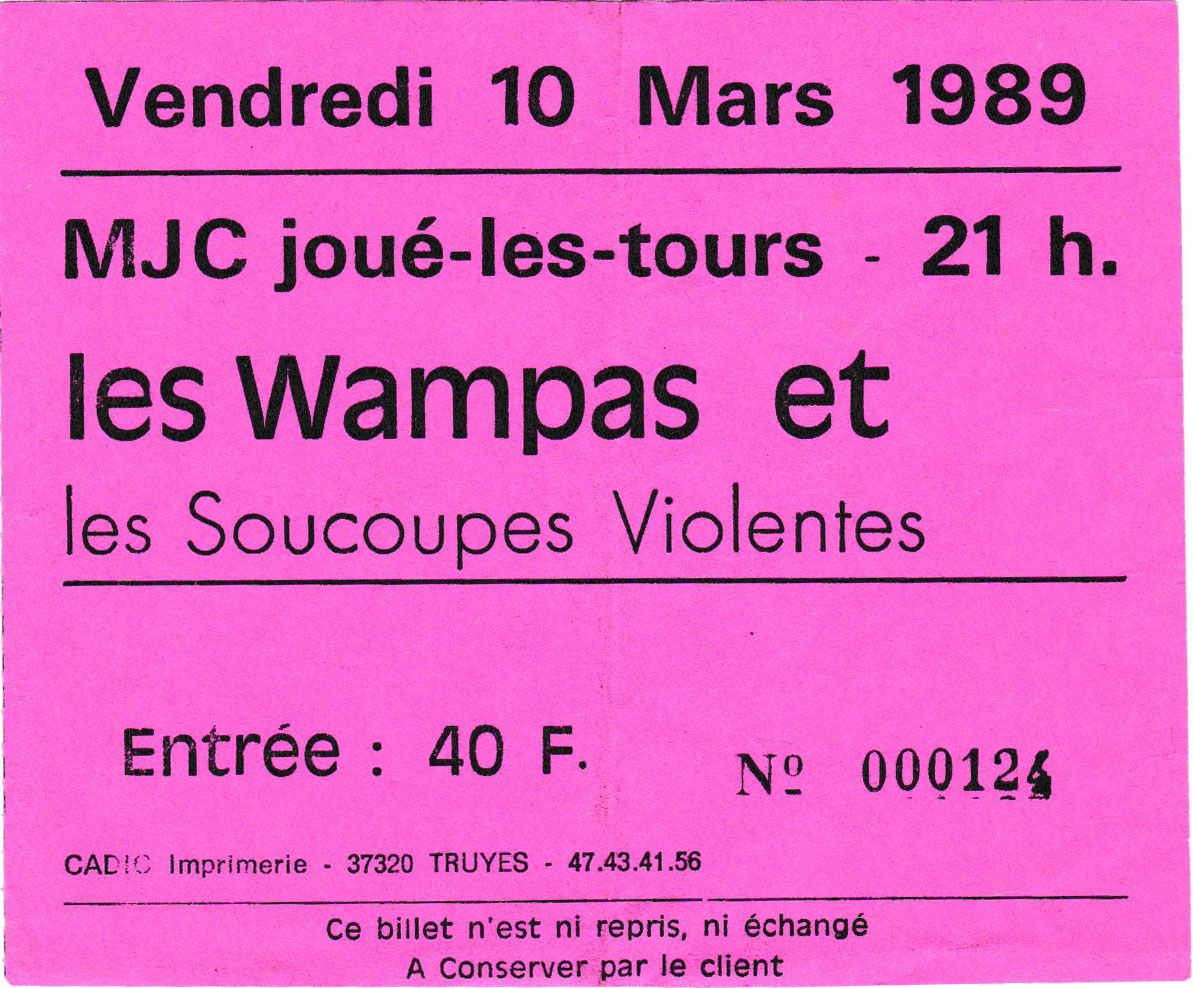 Vendredi 10 Mars 1989
MJC joué-les-tours - 21 h.
les Wampas et
les Soucoupes Violentes
Entrée : 40 F.
Nº 000124
CADIC Imprimerie - 37320 TRUYES - 47.43.41.56
Ce billet n'est ni repris, ni échangé
A Conserver par le client